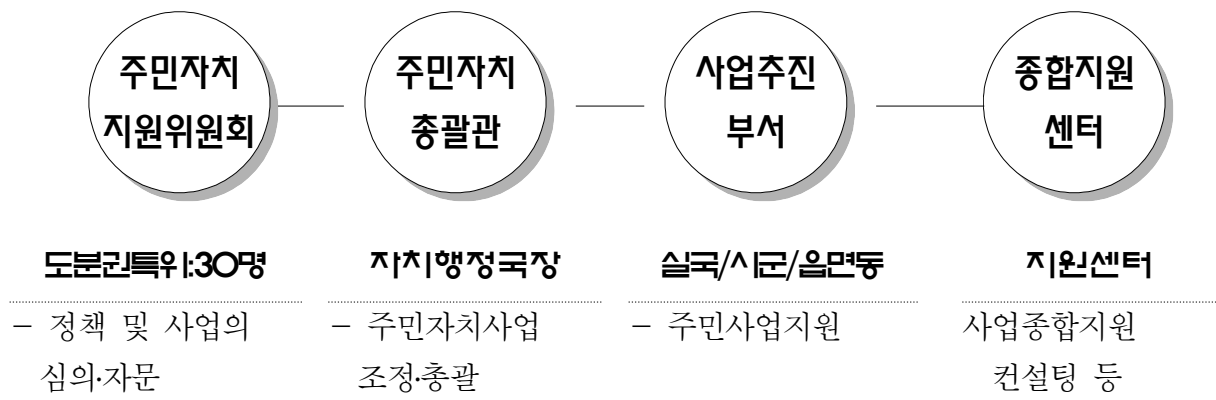 주민자치
지원위원회
주민자치
총괄관
사업추진
부서
종합지원
센터
도분권특위:30명
자치행정국장
실국/시군/읍면동
지원센터
- 정책 및 사업의
심의·자문
- 주민자치사업
조정·총괄
- 주민사업지원
사업종합지원
컨설팅 등